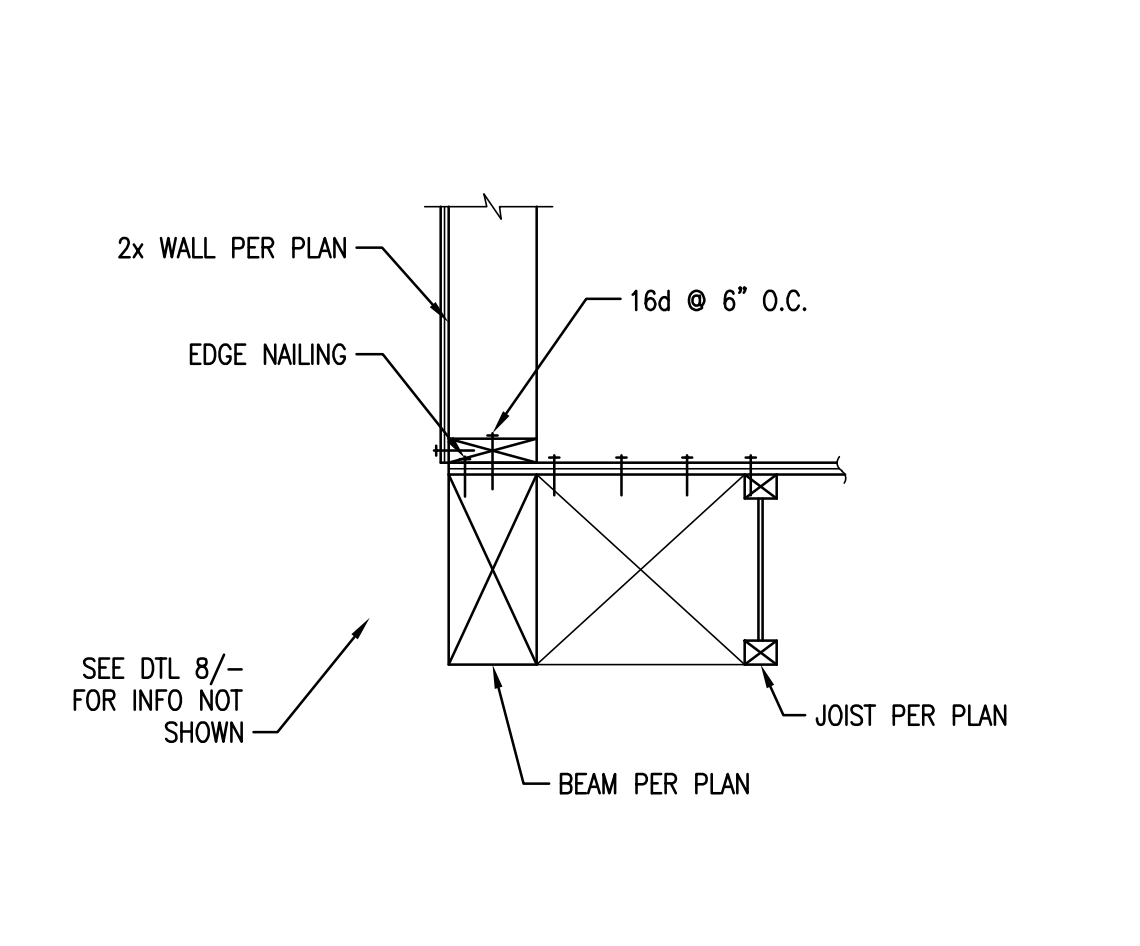 2x WALL PER PLAN
16d @ 6” O.C.
EDGE NAILING
SEE DTL 8/–
FOR INFO NOT
SHOWN
JOIST PER PLAN
BEAM PER PLAN